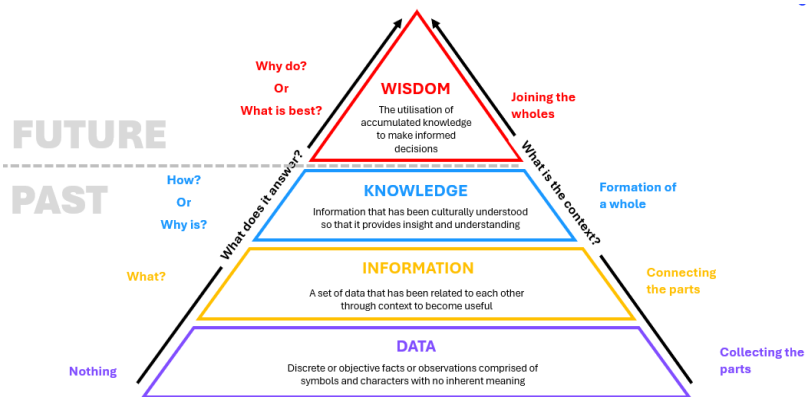 Why do?
Or
What is best?
WISDOM
The utilisation of
accumulated knowledge
to make informed
decisions
Joining the
wholes
FUTURE
PAST
What does it answer?
What is the context?
How?
Or
Why is?
KNOWLEDGE
Information that has been culturally understood
so that it provides insight and understanding
Formation of
a whole
What?
INFORMATION
A set of data that has been related to each other
through context to become useful
Connecting
the parts
Nothing
DATA
Discrete or objective facts or observations comprised of
symbols and characters with no inherent meaning
Collecting the
parts